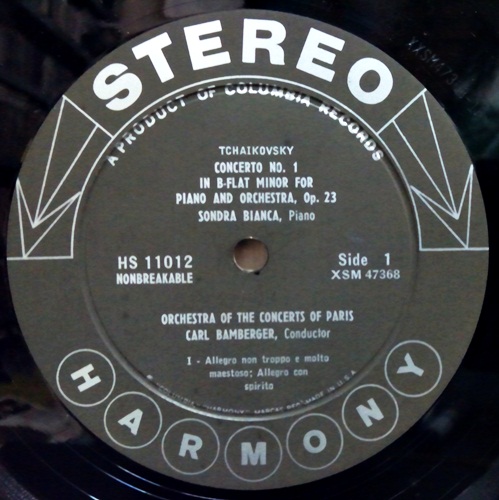 STEREO
A PRODUCT OF COLUMBIA RECORDS
TCHAIKOVSKY
CONCERTO NO. 1
IN B-FLAT MINOR FOR
PIANO AND ORCHESTRA, Op. 23
SONDRA BIANCA, Piano
HS 11012
NONBREAKABLE
Side 1
XSM 47368
ORCHESTRA OF THE CONCERTS OF PARIS
CARL BAMBERGER, Conductor
I - Allegro non troppo e molto
maestoso; Allegro con
spirito
MADE IN U.S.A.
HARMONY